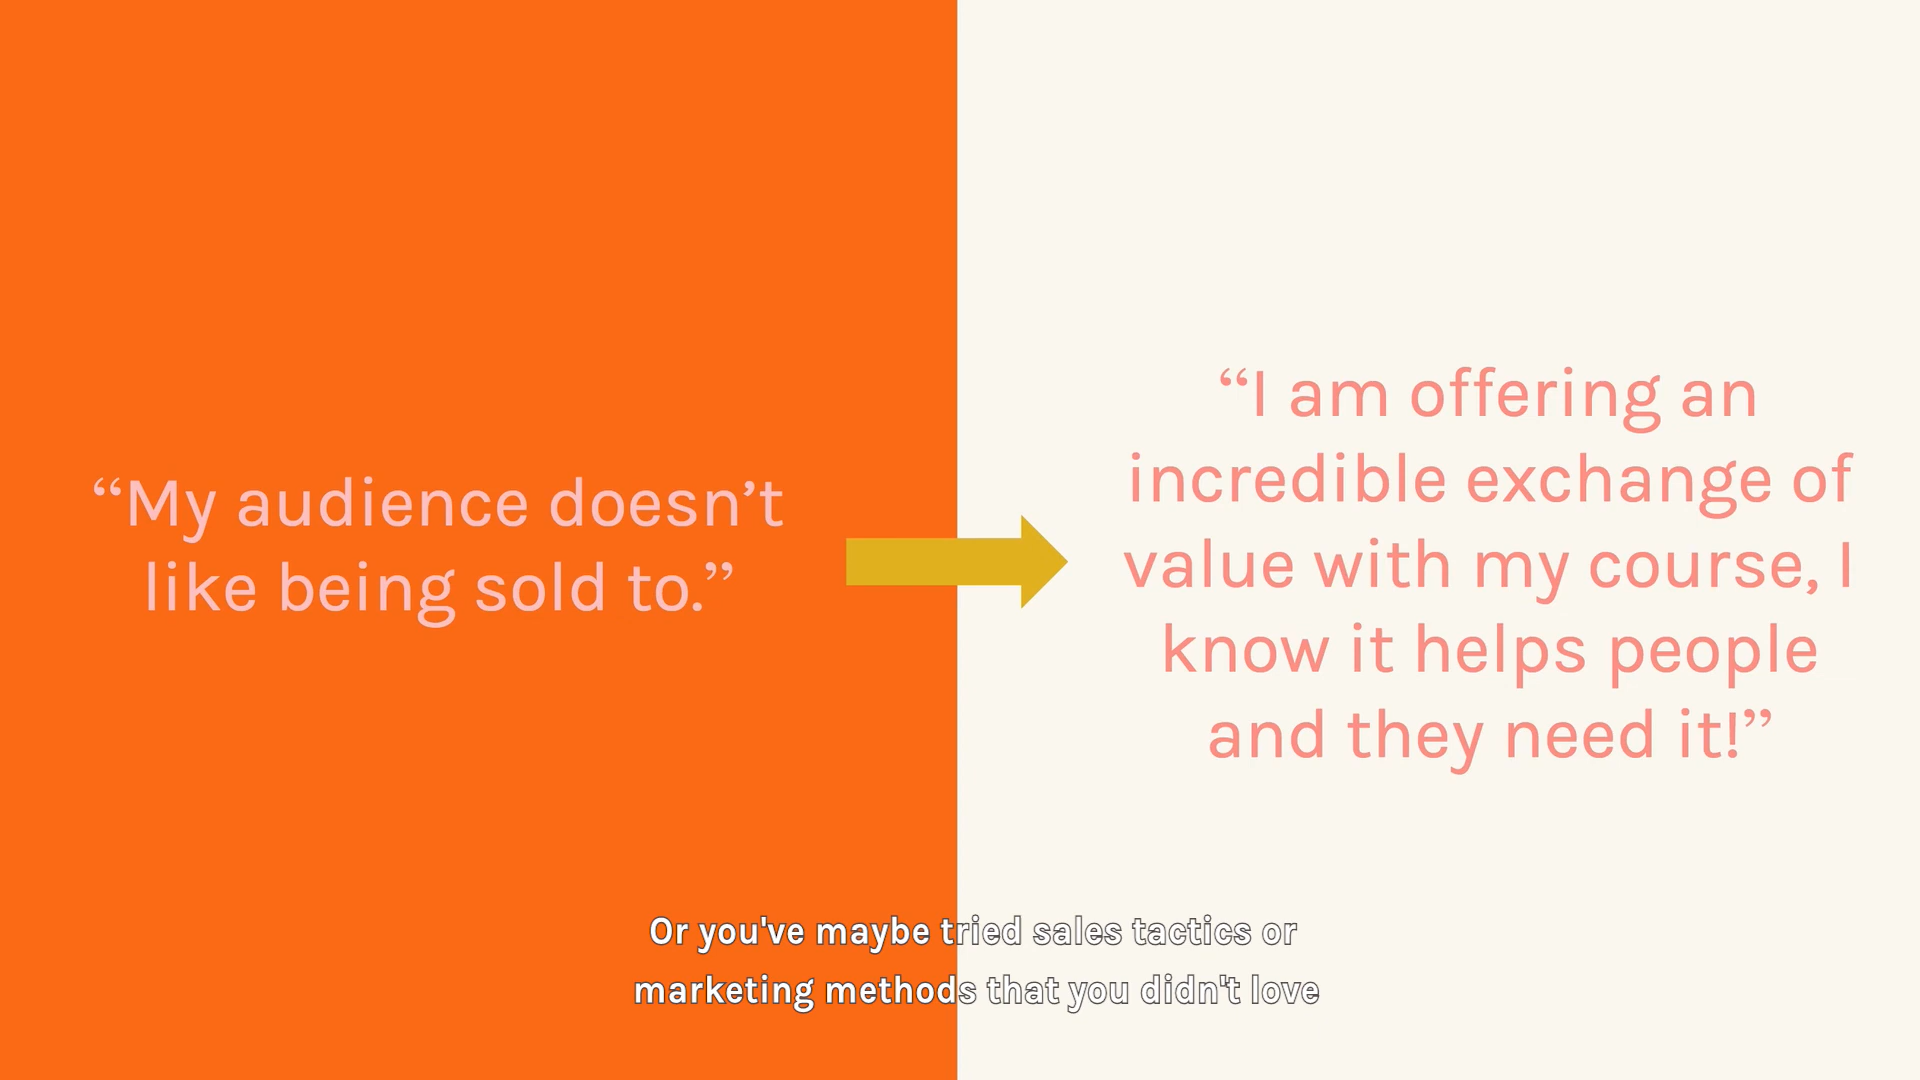 “My audience doesn’t
like being sold to.”
“I am offering an
incredible exchange of
value with my course, I
know it helps people
and they need it!”
Or you've maybe tried sales tactics or
marketing methods that you didn't love